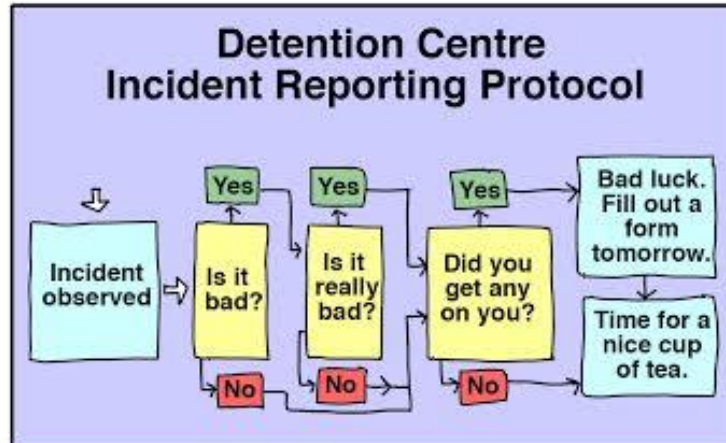 Detention Centre
Incident Reporting Protocol
Yes
Yes
Yes
Bad luck.
Fill out a
form
tomorrow.
Incident
observed
Is it
bad?
Is it
really
bad?
Did you
get any
on you?
Time for a
nice cup
of tea.
No
No
No